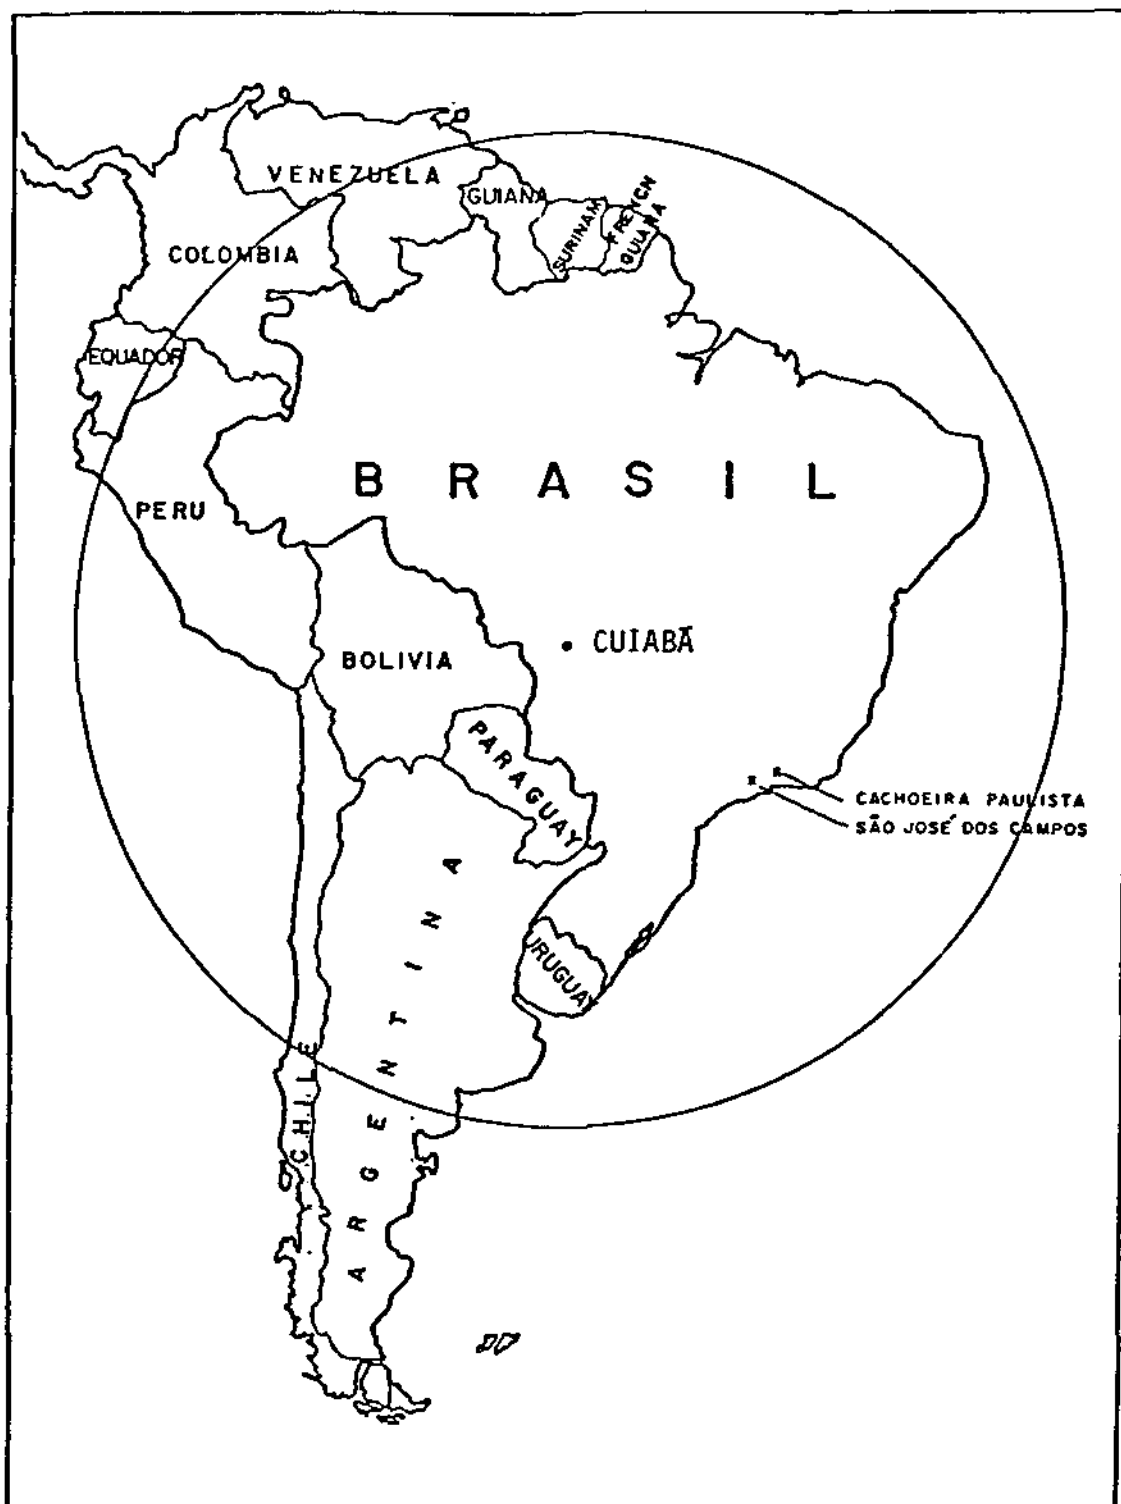 VENEZUELA
GUIANA
SURINAM
FRENCH
GUIANA
COLOMBIA
EQUADOR
BRASIL
PERU
CUIABÃ
BOLIVIA
PARAGUAY
CACHOEIRA PAULISTA
SÃO JOSÉ DOS CAMPOS
URUGUAY
ARGENTINA
CHILE